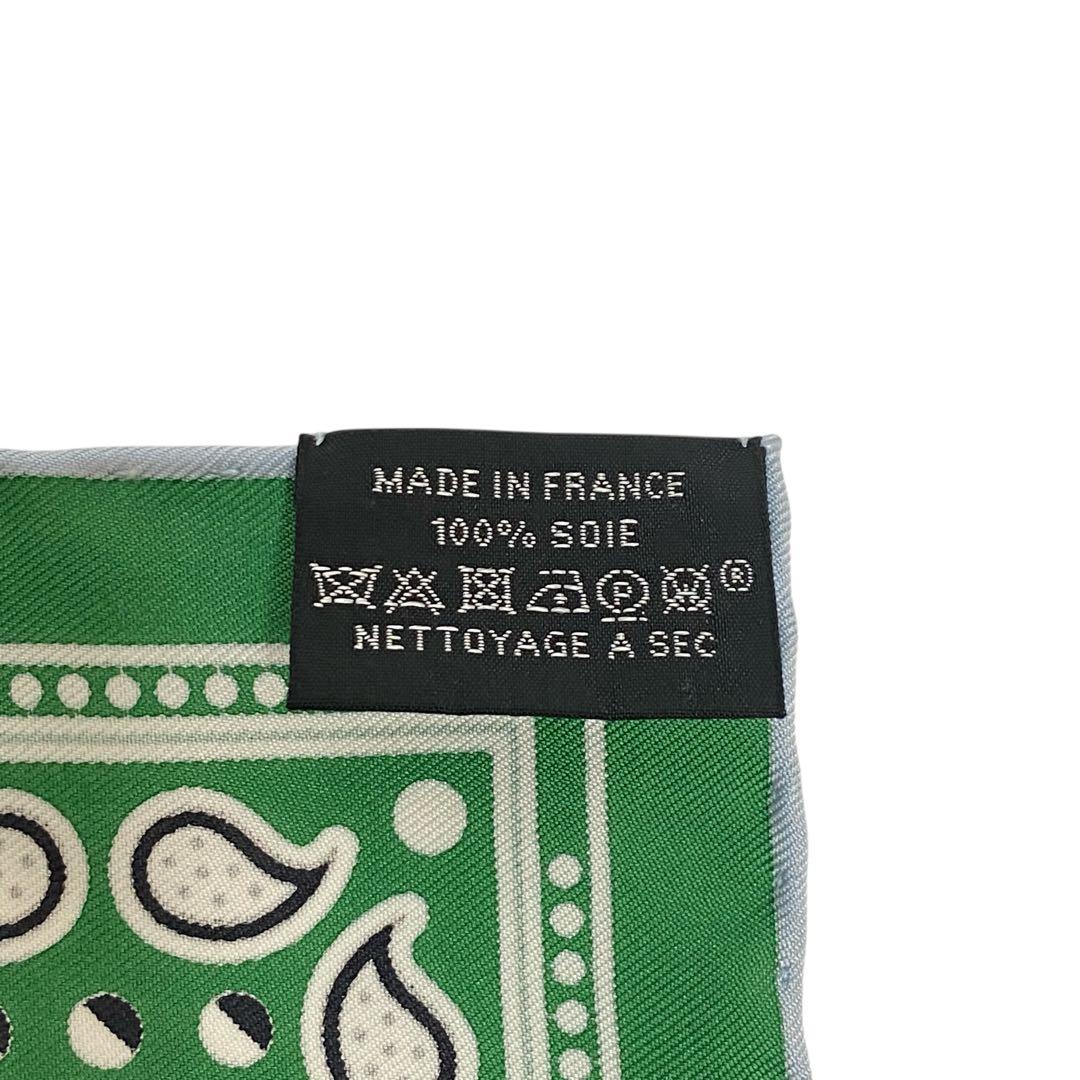 MADE IN FRANCE
100% SOIE
P W ®
NETTOYAGE A SEC